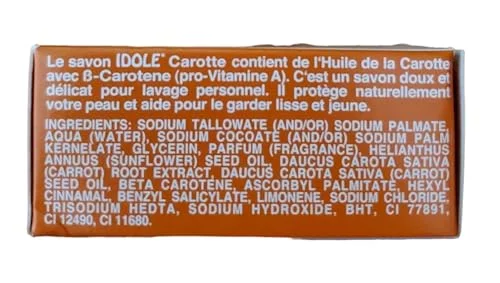 Le savon IDOLE® Carotte contient de l'Huile de la Carotte
avec ß-Carotene (pro-Vitamine A). C'est un savon doux et
délicat pour lavage personnel. Il protège naturellement
votre peau et aide pour le garder lisse et jeune.
INGREDIENTS: SODIUM TALLOWATE (AND/OR) SODIUM PALMATE,
AQUA (WATER), SODIUM COCOATE (AND/OR) SODIUM PALM
KERNELATE, GLYCERIN, PARFUM (FRAGRANCE), HELIANTHUS
ANNUUS (SUNFLOWER) SEED OIL, DAUCUS CAROTA SATIVA
(CARROT) ROOT EXTRACT, DAUCUS CAROTA SATIVA (CARROT)
SEED OIL, BETA CAROTENE, ASCORBYL PALMITATE, HEXYL
CINNAMAL, BENZYL SALICYLATE, LIMONENE, SODIUM CHLORIDE,
TRISODIUM HEDTA, SODIUM HYDROXIDE, BHT, CI 77891,
CI 12490, CI 11680.